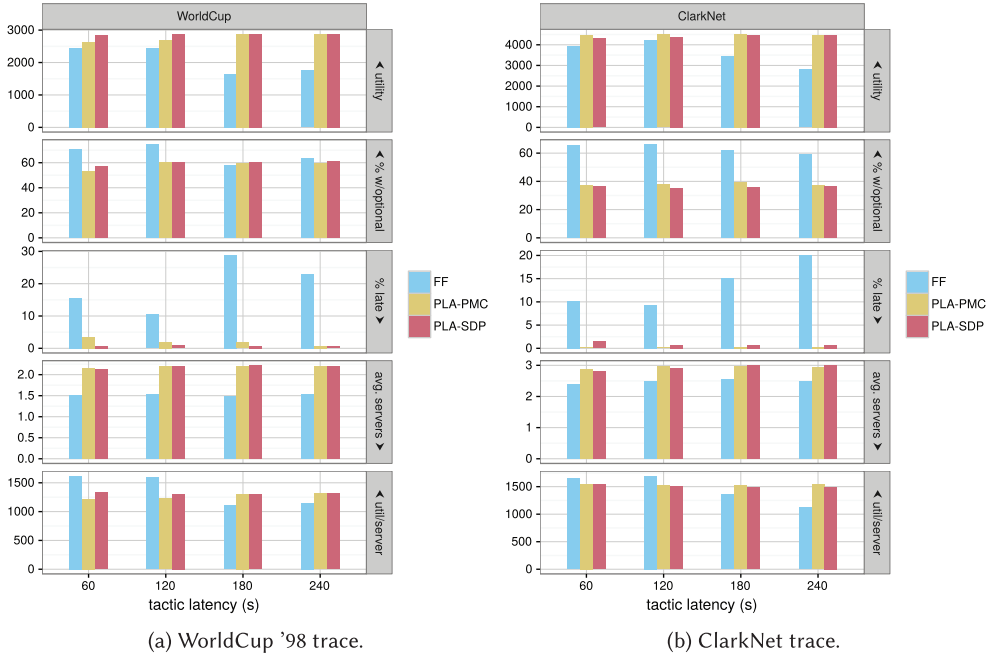 WorldCup
3000
2000
1000
0
➤ utility
60
40
20
0
➤ % w/optional
30
20
10
0
% late ➤
2.0
1.5
1.0
0.5
0.0
avg. servers ➤
1500
1000
500
0
➤ util/server
60 120 180 240
tactic latency (s)
FF
PLA-PMC
PLA-SDP
(a) WorldCup ’98 trace.
ClarkNet
4000
3000
2000
1000
0
➤ utility
60
40
20
0
➤ % w/optional
20
15
10
5
0
% late ➤
3
2
1
0
avg. servers ➤
1500
1000
500
0
➤ util/server
60 120 180 240
tactic latency (s)
FF
PLA-PMC
PLA-SDP
(b) ClarkNet trace.